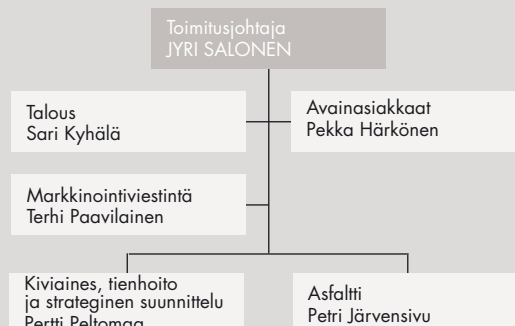 Toimitusjohtaja
JYRI SALONEN
Talous
Sari Kyhälä
Avainasiakkaat
Pekka Härkönen
Markkinointiviestintä
Terhi Paavilainen
Kiviaines, tienhoito
ja strateginen suunnittelu
Pertti Peltomaa
Asfaltti
Petri Järvensivu